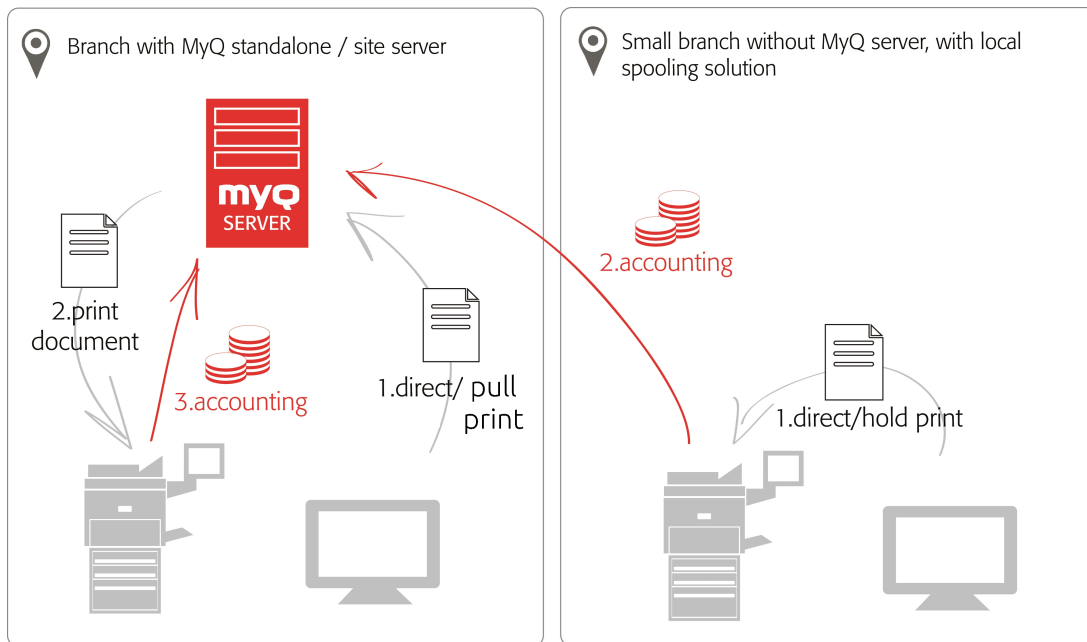 Branch with MyQ standalone / site server
myQ
SERVER
2.print
document
3.accounting
1.direct/ pull
print
Small branch without MyQ server, with local
spooling solution
2.accounting
1.direct/hold print